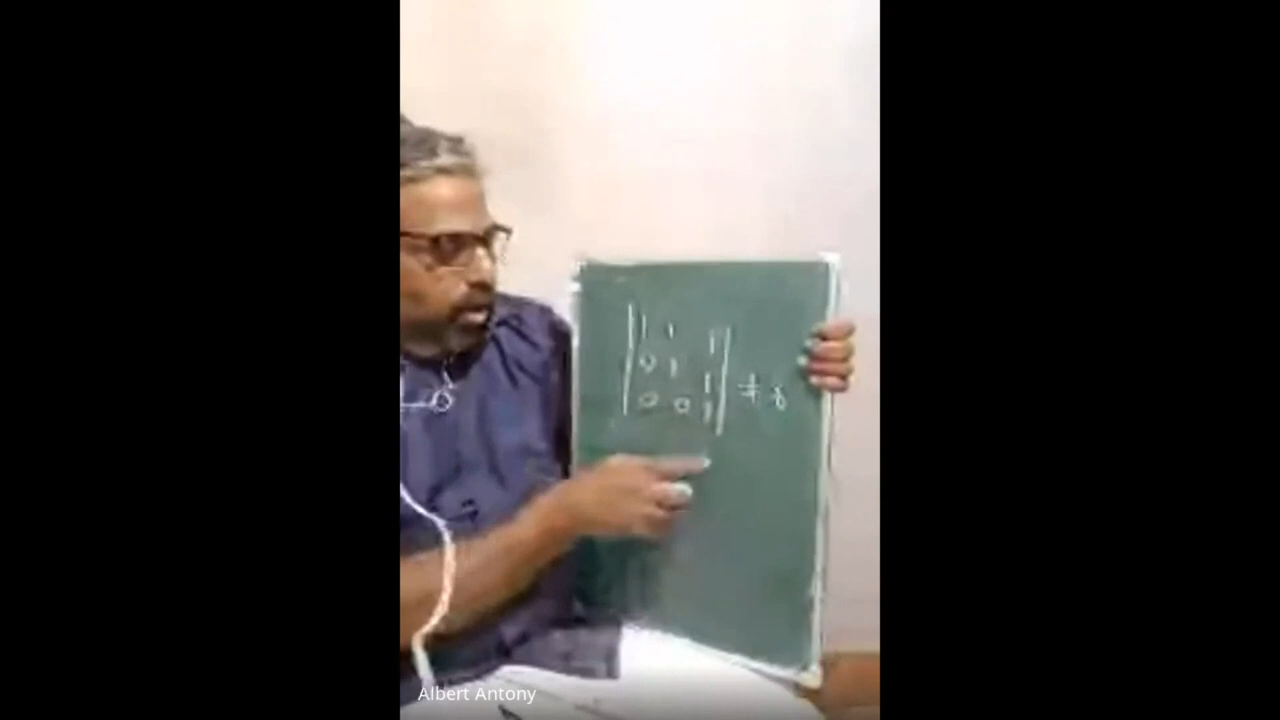 | 1 1 1 |
| 0 1 1 | ≠ 0
| 0 0 1 |
Albert Antony